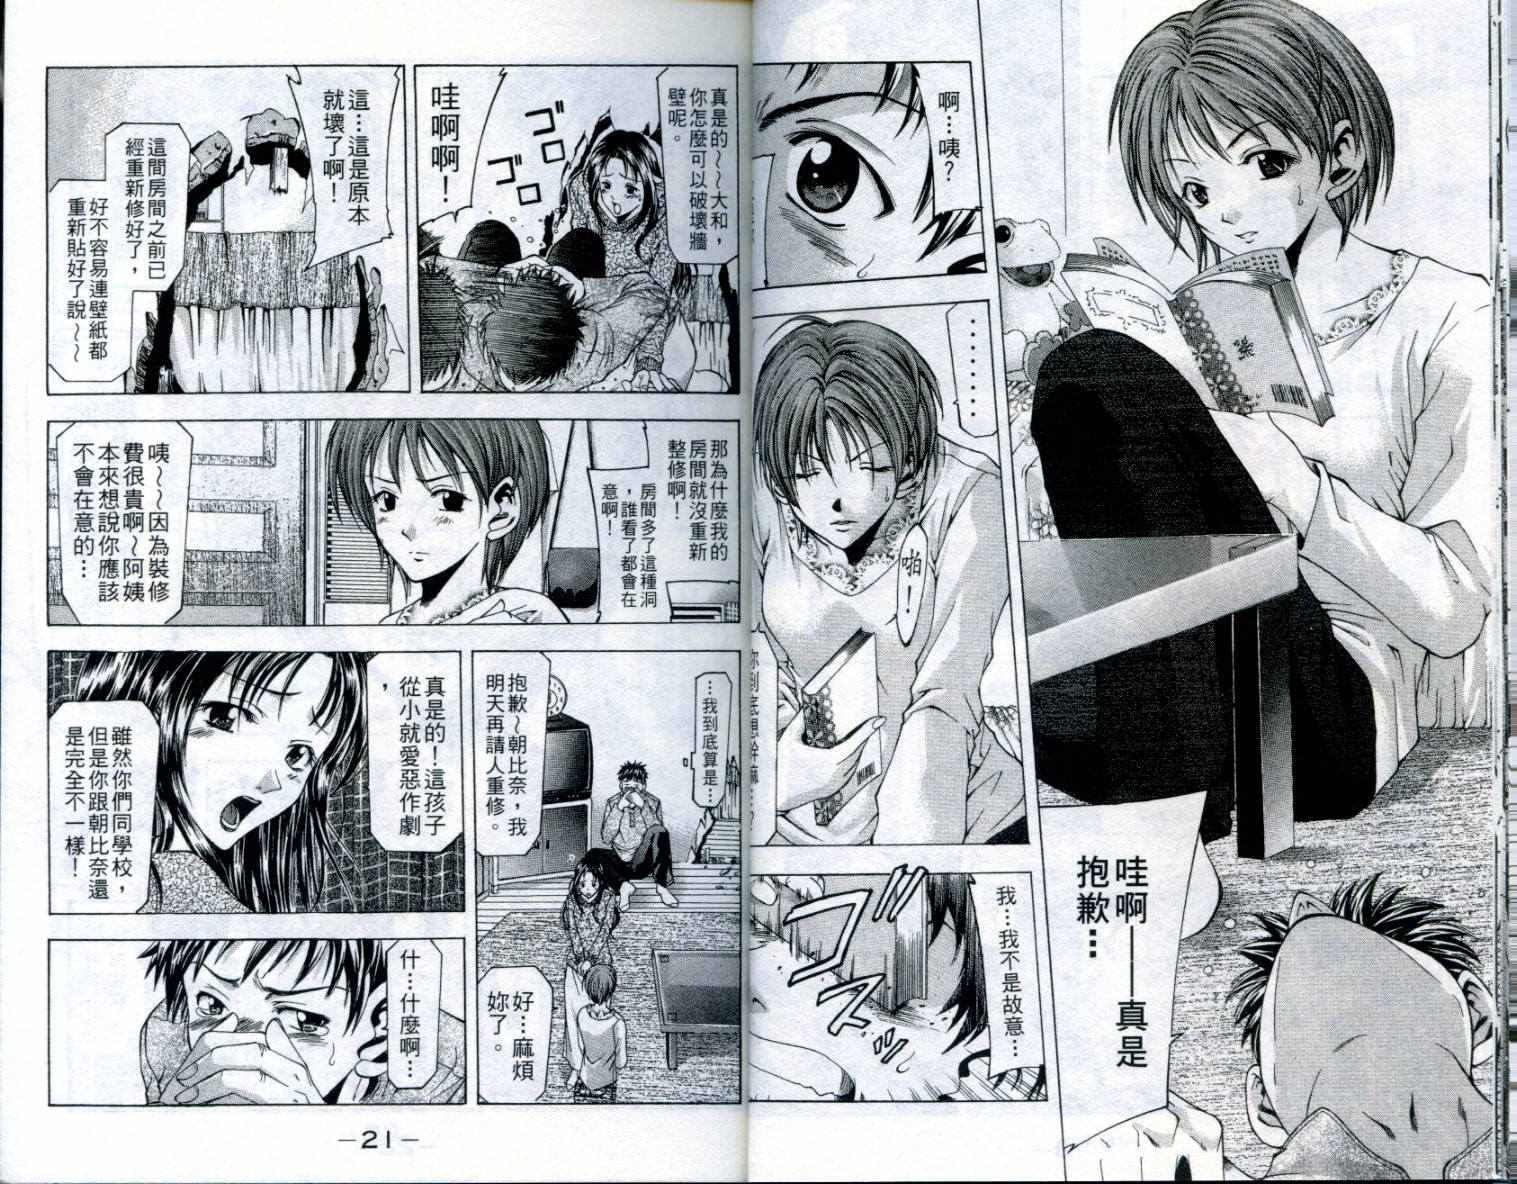 哇啊——真是
抱歉…
啊…咦？
………
啪！
你到底想幹麻…？
我…我不是故意…
ズズズッ
真是的～～大和，
你怎麼可以破壞牆
壁呢。
ゴロ
ゴロ
哇啊啊！
這…這是原本
就壞了啊！
這間房間之前已
經重新修好了，
好不容易連壁紙都
重新貼好了說～～
那為什麼我的
房間就沒重新
整修啊！
房間多了這種洞
，誰看了都會在
意啊！
咦～～因為裝修
費很貴啊～阿姨
本來想說你應該
不會在意的…
…我到底算是…
抱歉～朝比奈，我
明天再請人重修。
好…麻煩
妳了。
真是的！這孩子
從小就愛惡作劇
，
雖然你們同學校，
但是你跟朝比奈還
是完全不一樣！
什…什麼啊…
—21—